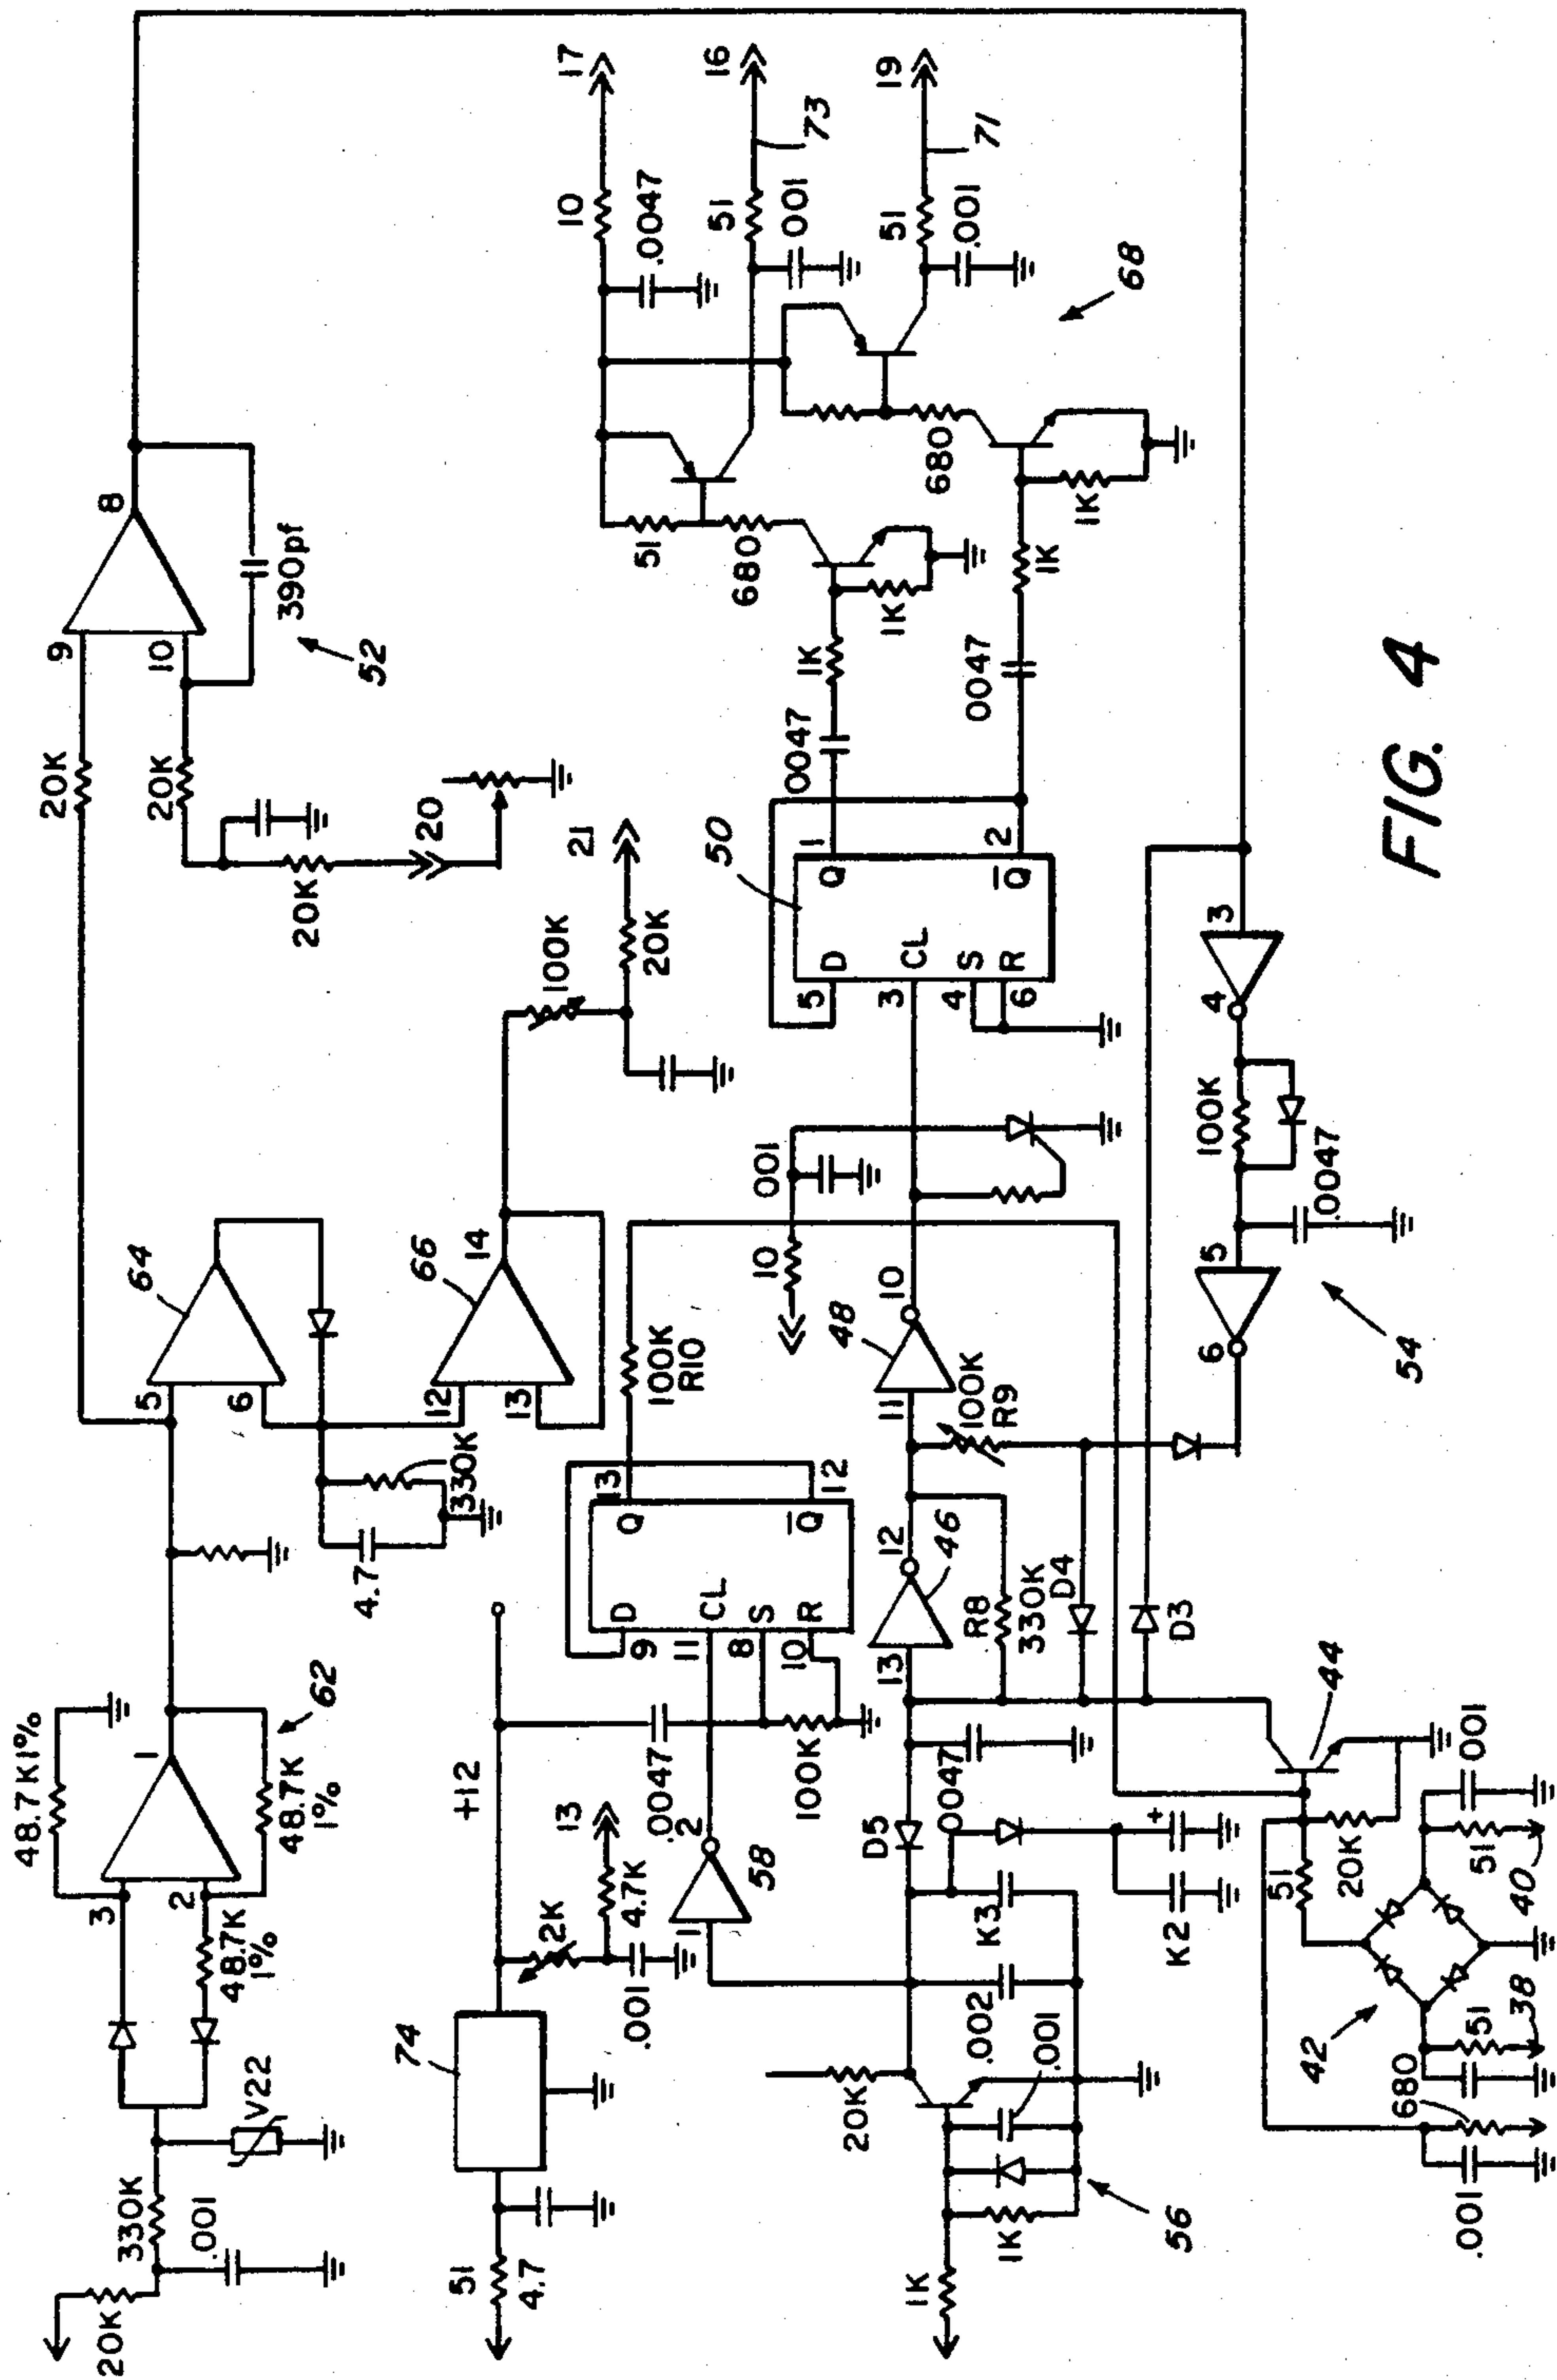 20K
330K
.001
V22
48.7K 1%
3
2
1
48.7K
1%
48.7K
1%
62
5
6
64
4.7
330K
12
13
14
66
20K
9
10
8
20K
390pf
52
20K
20
100K
21
20K
51
4.7
74
+12
2K
13
4.7K
.001
.0047
100K
D
9
CL
11
S
8
R
10
Q
13
Q
12
100K
R10
10
001
17
10
.0047
51
680
16
51
.001
73
19
51
.001
71
680
1K
1K
1K
1K
68
0047
0047
50
D
5
CL
3
S
4
R
6
Q
1
Q
2
1
2
58
20K
.002
.001
K3
D5
.0047
K2
+
1K
1K
56
13
12
46
R8
330K
D4
D3
11
10
48
100K
R9
3
4
100K
.0047
5
6
54
44
51
20K
42
51
38
51
40
.001
680
.001
FIG. 4